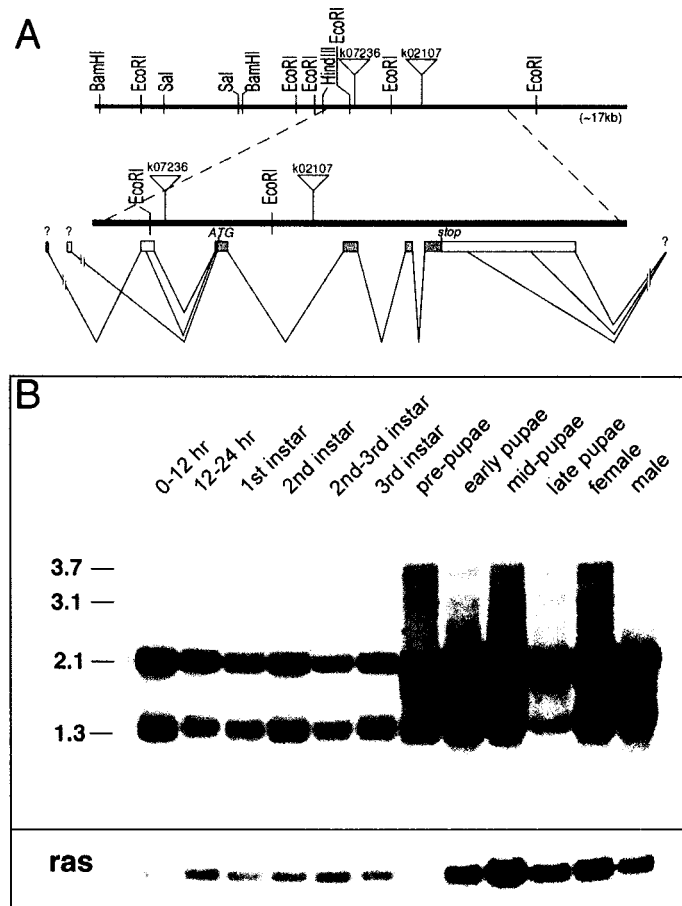 A
BamHI
EcoRI
Sal
Sal
BamHI
EcoRI
EcoRI
HindIII
EcoRI
k07236
EcoRI
k02107
EcoRI
(~17kb)
EcoRI
k07236
EcoRI
k02107
?
?
ATG
stop
?
B
0-12 hr
12-24 hr
1st instar
2nd instar
2nd-3rd instar
3rd instar
pre-pupae
early pupae
mid-pupae
late pupae
female
male
3.7
3.1
2.1
1.3
ras